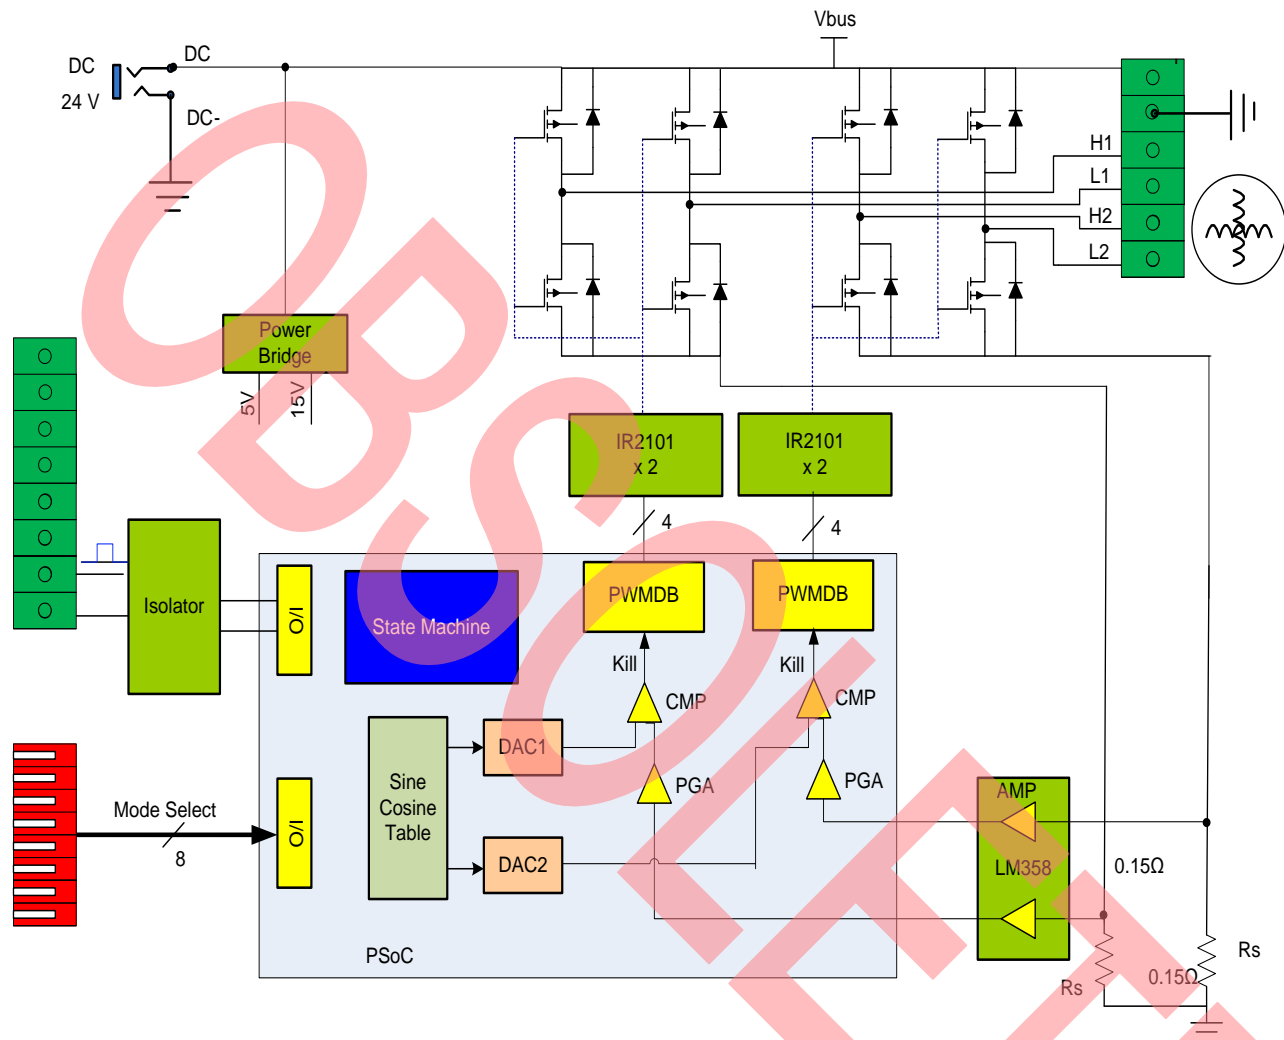 Vbus
DC
DC
24 V
DC-
H1
L1
H2
L2
Power
Bridge
5V
15V
IR2101
x 2
IR2101
x 2
4
4
Isolator
I/O
State Machine
PWMDB
PWMDB
Kill
Kill
CMP
CMP
DAC1
Sine
Cosine
Table
PGA
PGA
AMP
Mode Select
8
I/O
DAC2
LM358
0.15Ω
PSoC
Rs
0.15Ω
Rs
OBSOLET